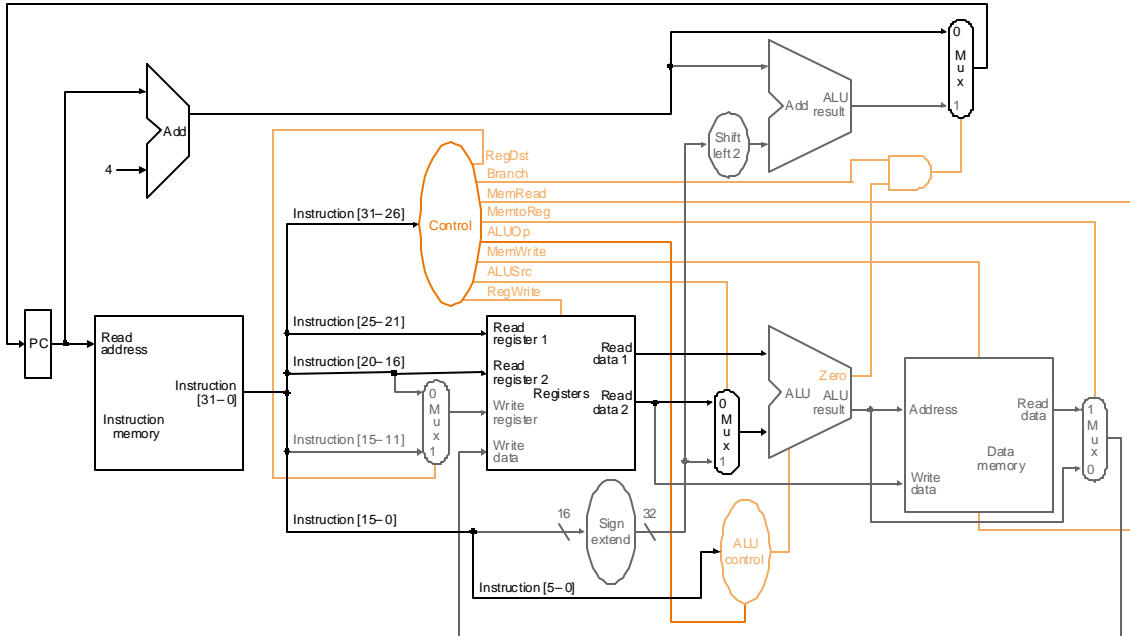 0
M
u
x
1
Add
ALU
result
Add
Shift
left 2
4
RegDst
Branch
MemRead
MemtoReg
ALUOp
MemWrite
ALUSrc
RegWrite
Control
Instruction [31–26]
Instruction [25–21]
Instruction [20–16]
Instruction [15–11]
Instruction [15–0]
Instruction [5–0]
PC
Read
address
Instruction
[31–0]
Instruction
memory
0
M
u
x
1
Read
register 1
Read
register 2
Write
register
Write
data
Registers
Read
data 1
Read
data 2
0
M
u
x
1
Zero
ALU
ALU
result
Address
Read
data
Data
memory
Write
data
1
M
u
x
0
16
Sign
extend
32
ALU
control